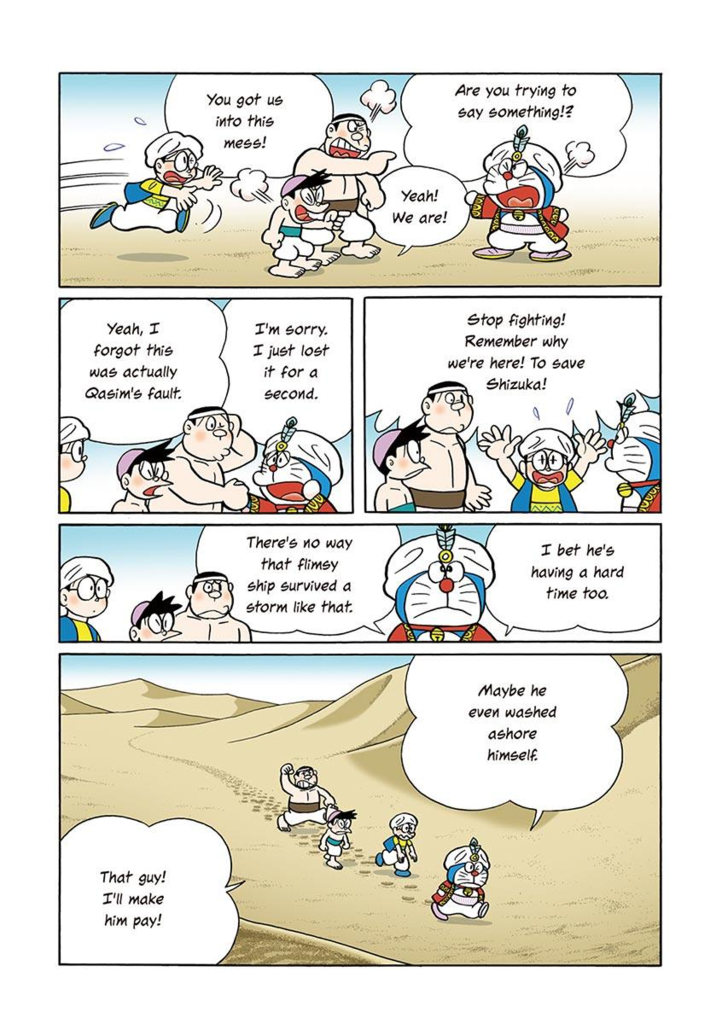 You got us
into this
mess!
Are you trying to
say something!?
Yeah!
We are!
Yeah, I
forgot this
was actually
Qasim's fault.
I'm sorry.
I just lost
it for a
second.
Stop fighting!
Remember why
we're here! To save
Shizuka!
There's no way
that flimsy
ship survived a
storm like that.
I bet he's
having a hard
time too.
Maybe he
even washed
ashore
himself.
That guy!
I'll make
him pay!